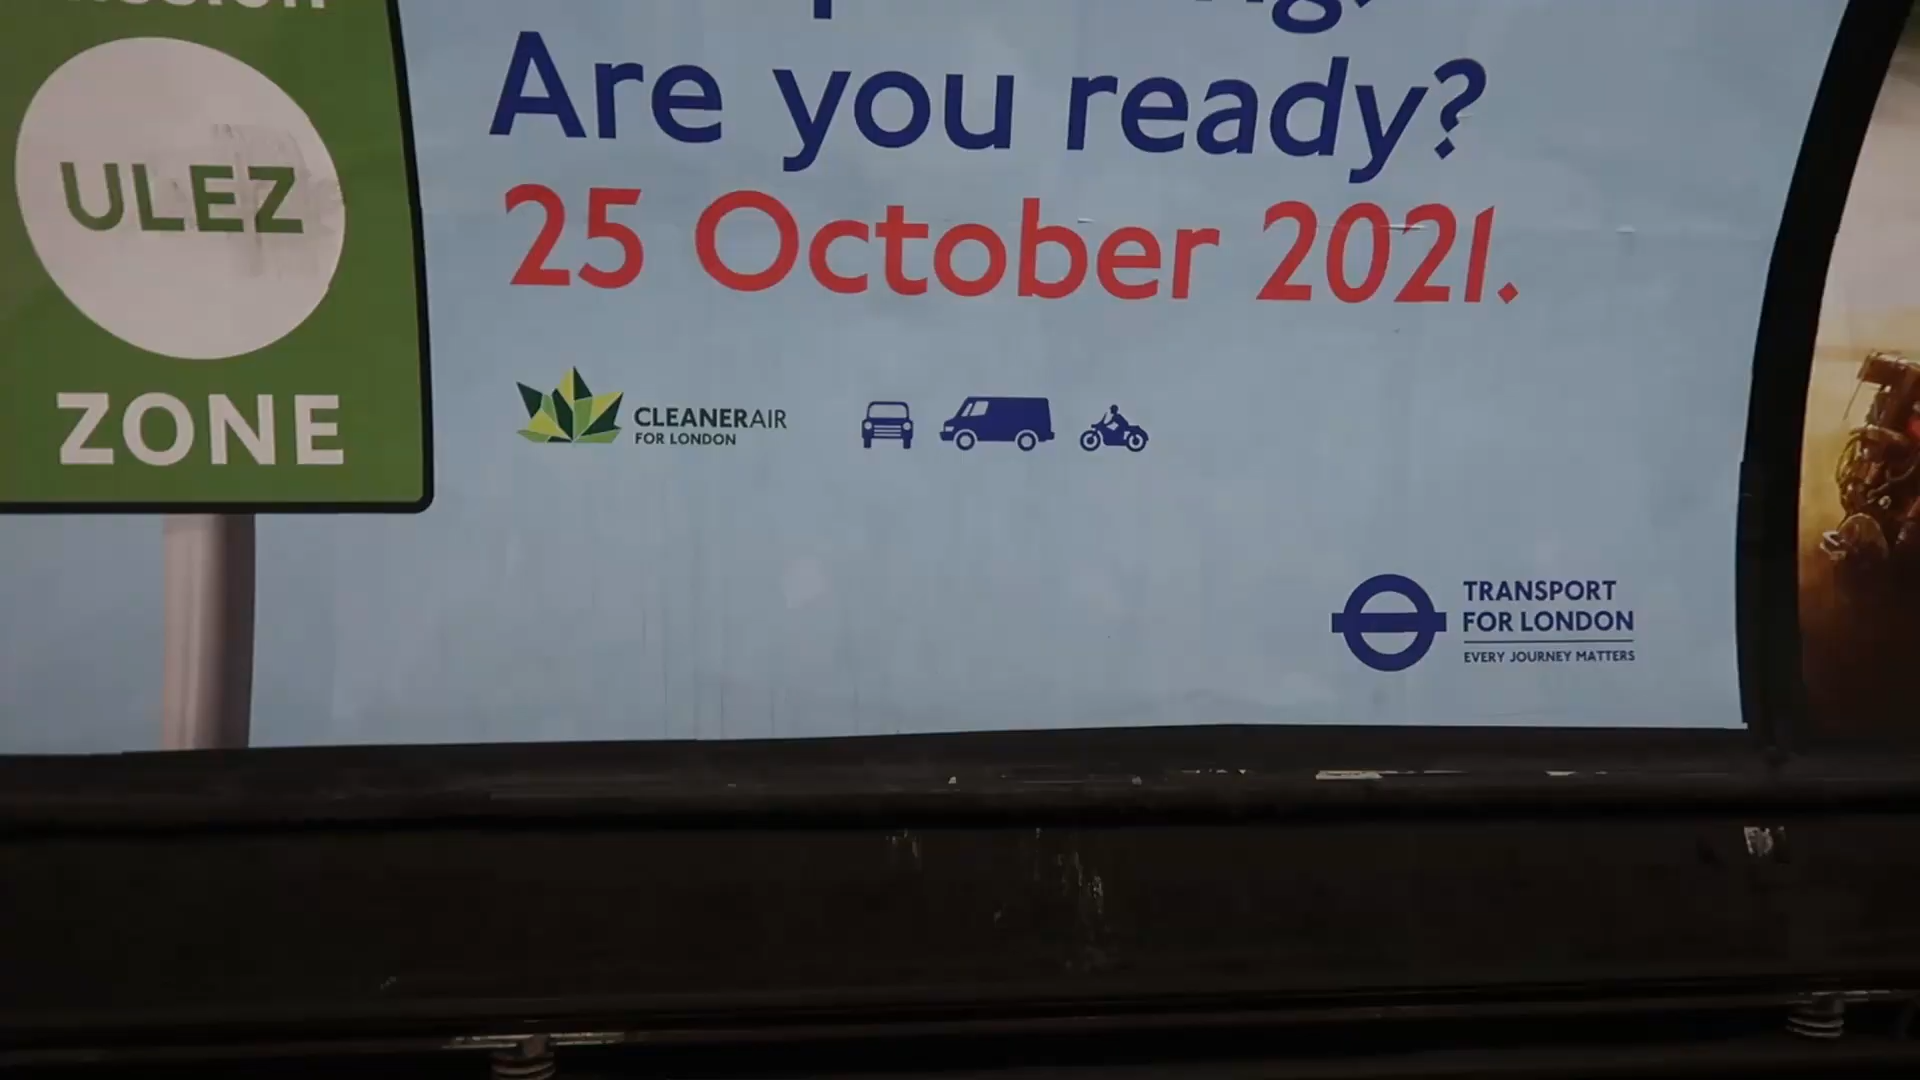 ULEZ
ZONE
Are you ready?
25 October 2021.
CLEANERAIR
FOR LONDON
TRANSPORT
FOR LONDON
EVERY JOURNEY MATTERS